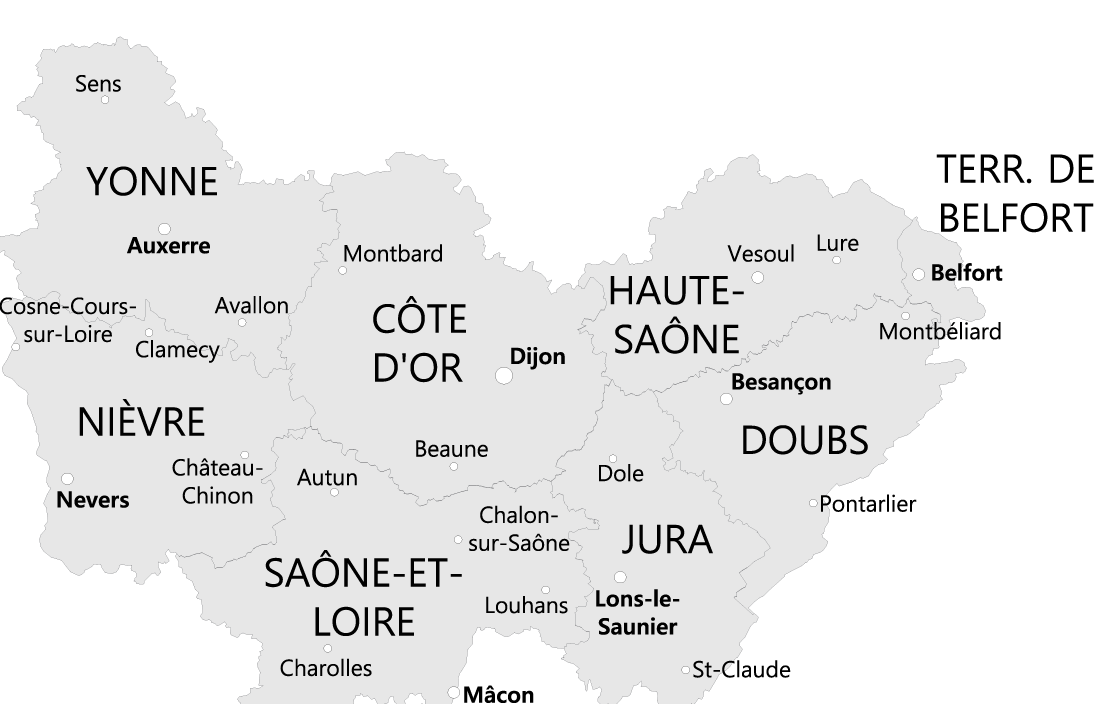 Sens
YONNE
TERR. DE
BELFORT
Auxerre
Montbard
Vesoul
Lure
Belfort
Cosne-Cours-
sur-Loire
Avallon
Clamecy
CÔTE
D'OR
HAUTE-
SAÔNE
Montbéliard
Dijon
Besançon
NIÈVRE
DOUBS
Beaune
Château-
Chinon
Autun
Dole
Nevers
Pontarlier
Chalon-
sur-Saône
JURA
SAÔNE-ET-
LOIRE
Louhans
Lons-le-
Saunier
Charolles
St-Claude
Mâcon